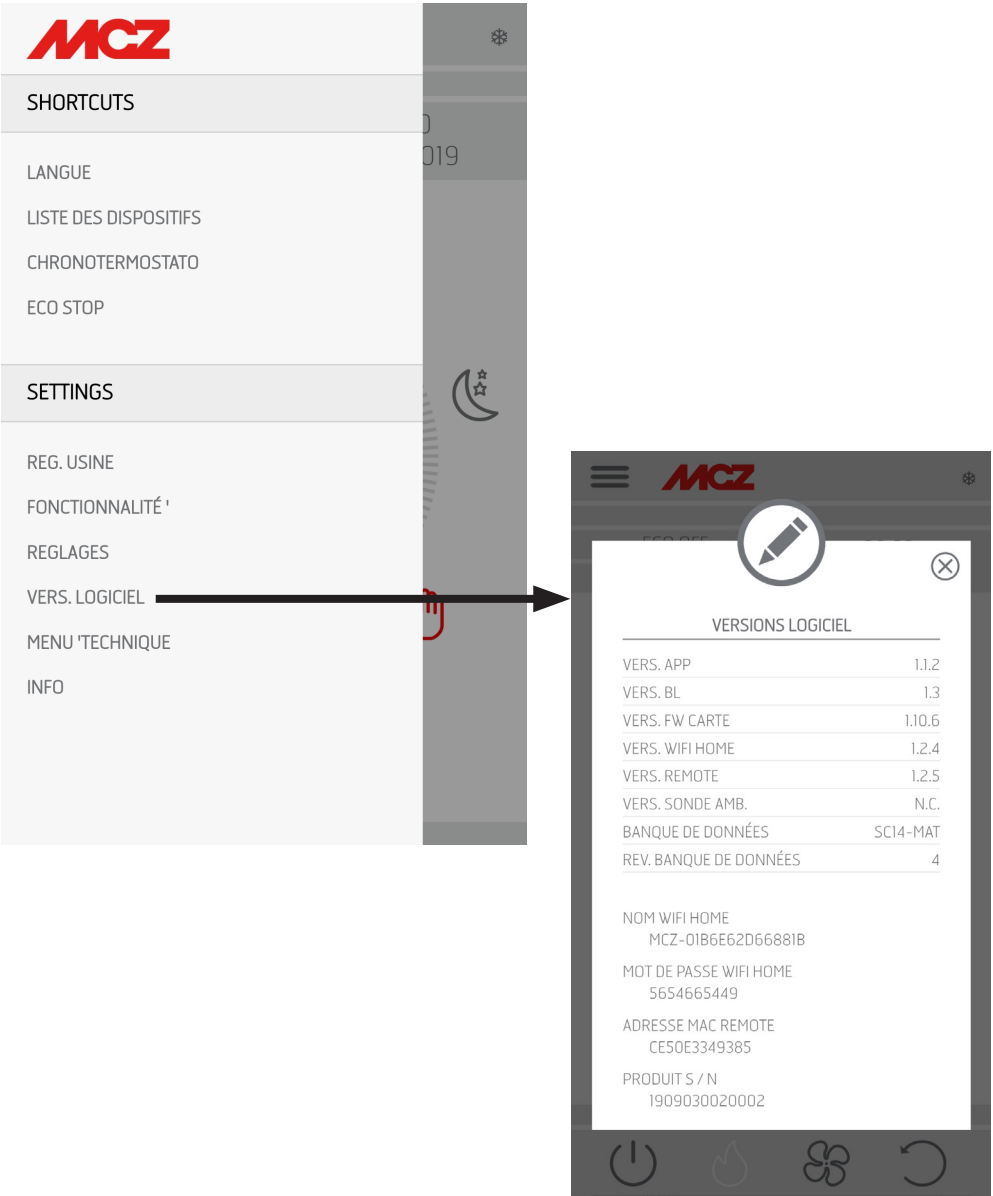 MCZ
SHORTCUTS
019
LANGUE
LISTE DES DISPOSITIFS
CHRONOTERMOSTATO
ECO STOP
SETTINGS
REG. USINE
FONCTIONNALITÉ '
REGLAGES
VERS. LOGICIEL
MENU 'TECHNIQUE
INFO
MCZ
VERSIONS LOGICIEL
VERS. APP 1.1.2
VERS. BL 1.3
VERS. FW CARTE 1.10.6
VERS. WIFI HOME 1.2.4
VERS. REMOTE 1.2.5
VERS. SONDE AMB. N.C.
BANQUE DE DONNÉES SC14-MAT
REV. BANQUE DE DONNÉES 4
NOM WIFI HOME
MCZ-01B6E62D66881B
MOT DE PASSE WIFI HOME
5654665449
ADRESSE MAC REMOTE
CE50E3349385
PRODUIT S / N
1909030020002